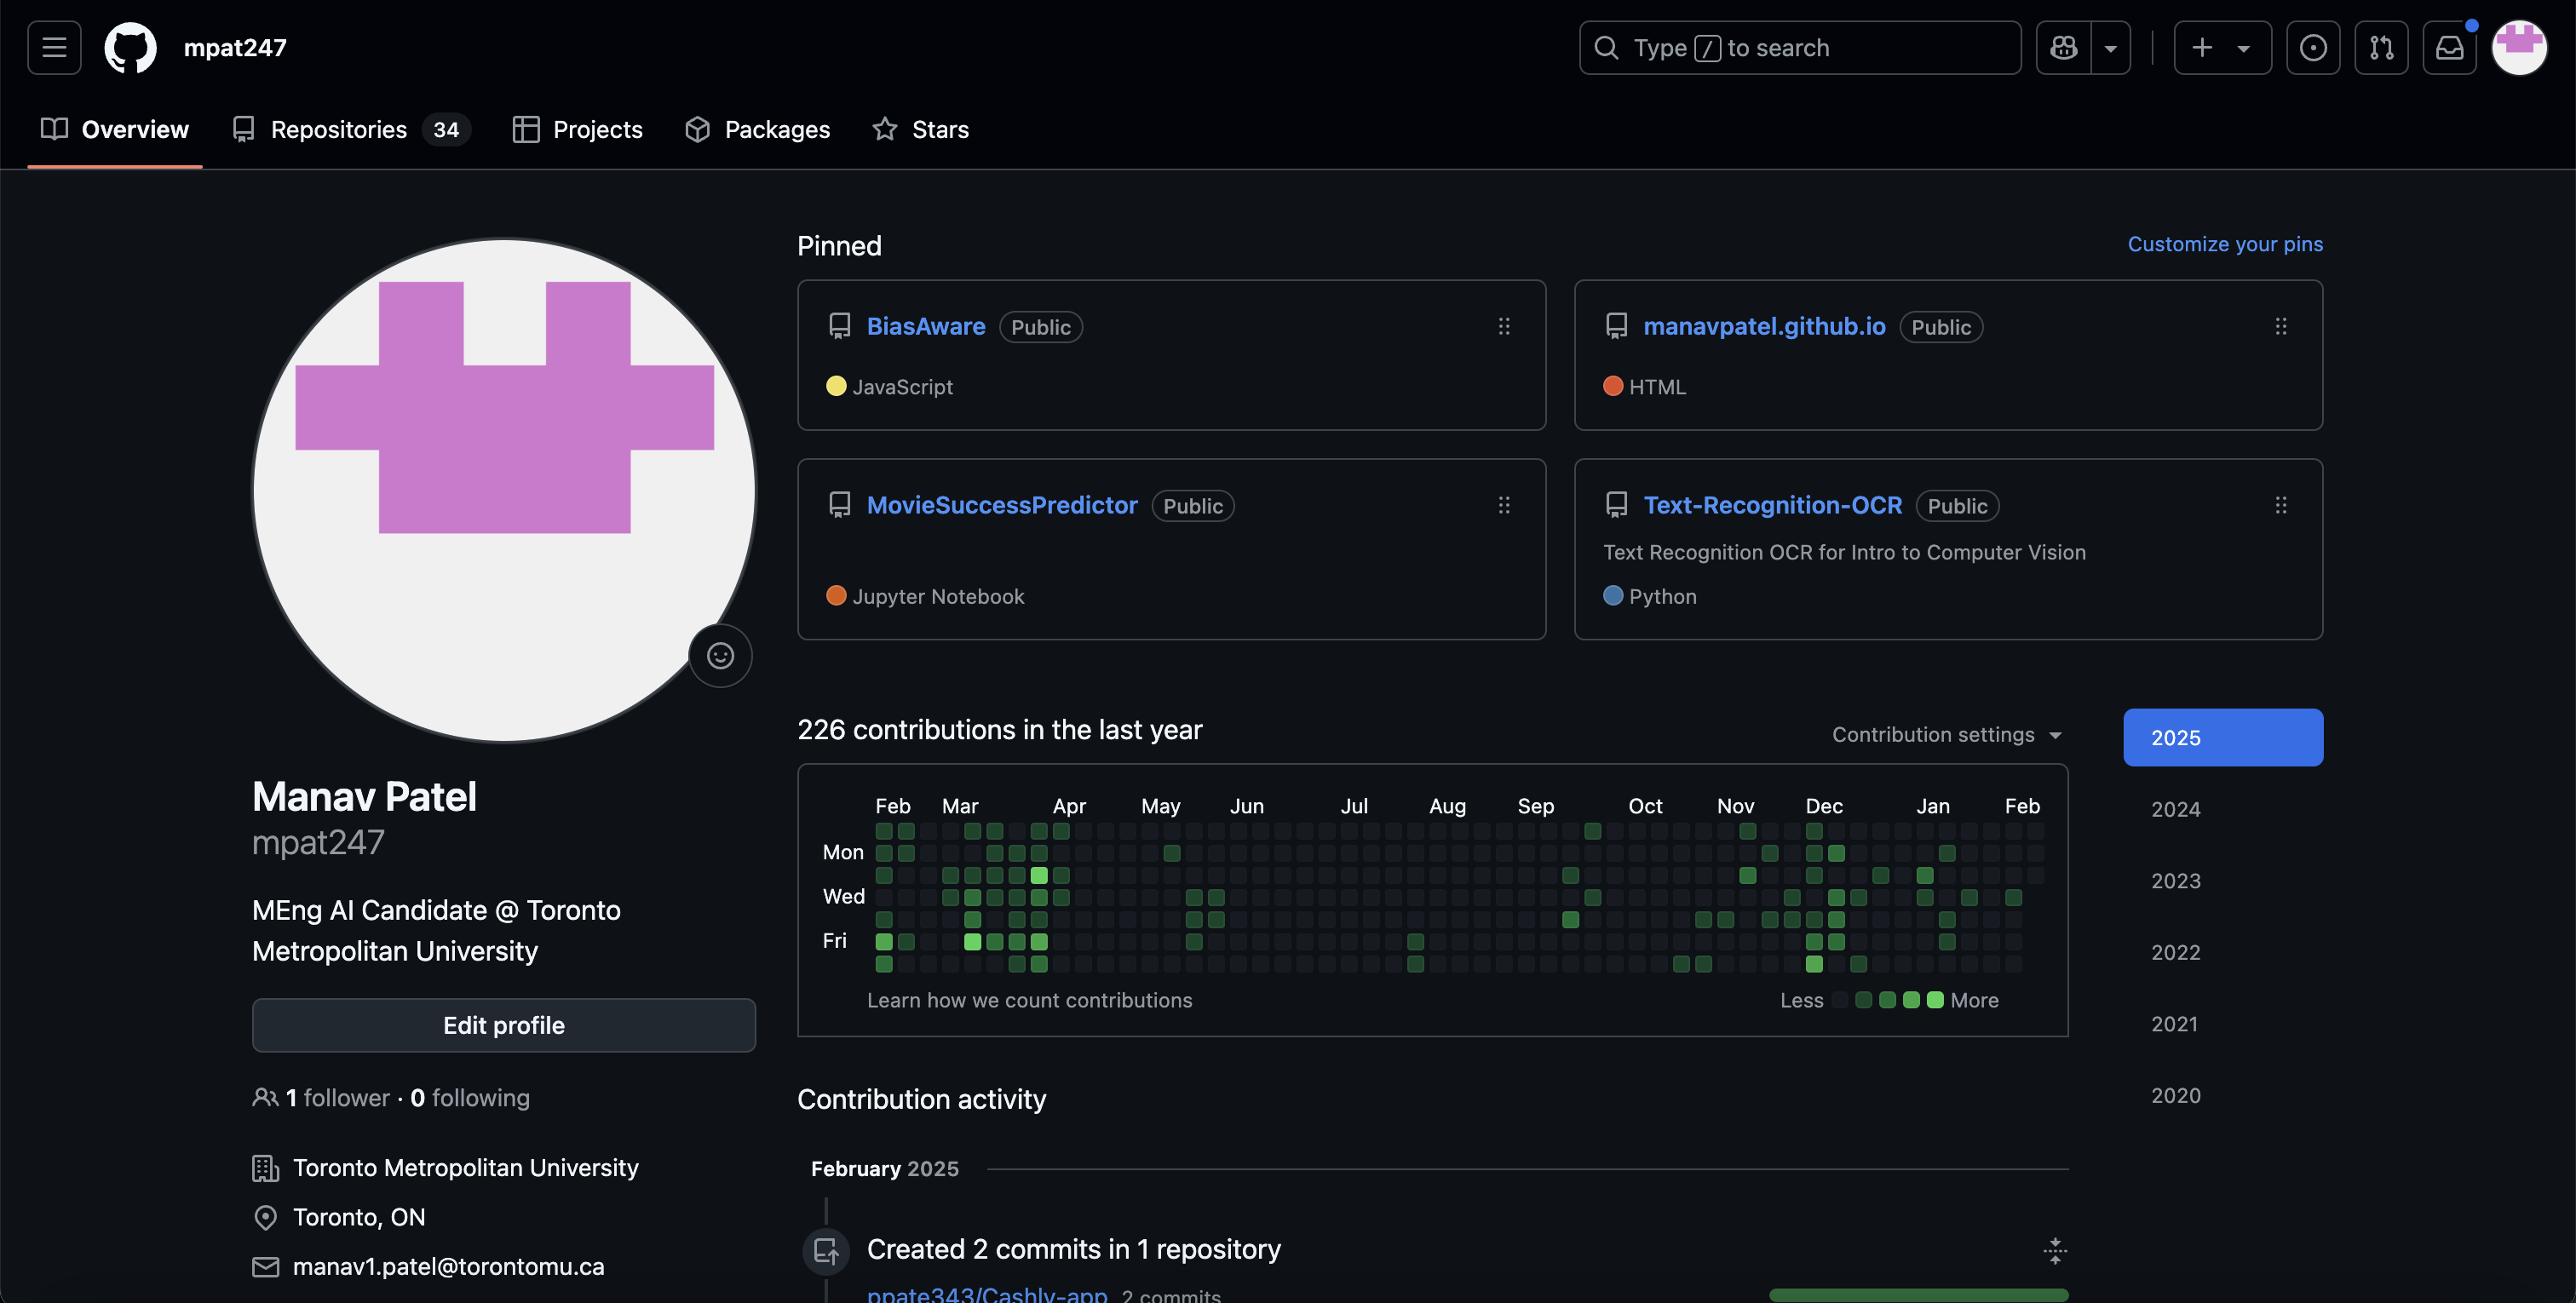 mpat247
Type / to search
Overview
Repositories 34
Projects
Packages
Stars
Pinned
Customize your pins
BiasAware Public
JavaScript
manavpatel.github.io Public
HTML
MovieSuccessPredictor Public
Jupyter Notebook
Text-Recognition-OCR Public
Text Recognition OCR for Intro to Computer Vision
Python
Manav Patel
mpat247
MEng AI Candidate @ Toronto
Metropolitan University
Edit profile
1 follower · 0 following
Toronto Metropolitan University
Toronto, ON
manav1.patel@torontomu.ca
226 contributions in the last year
Contribution settings
Feb Mar Apr May Jun Jul Aug Sep Oct Nov Dec Jan Feb
Mon
Wed
Fri
Learn how we count contributions
Less More
2025
2024
2023
2022
2021
2020
Contribution activity
February 2025
Created 2 commits in 1 repository
ppate343/Cashly-app 2 commits